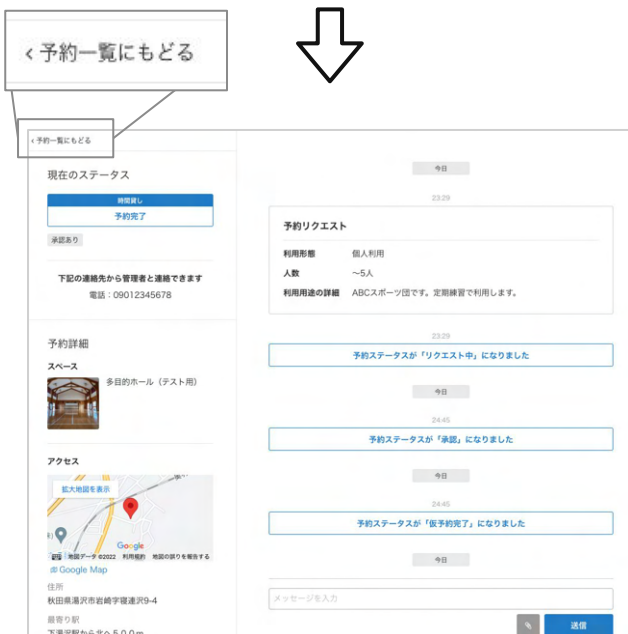 < 予約一覧にもどる
< 予約一覧にもどる
現在のステータス
時間貸し
予約完了
承認あり
下記の連絡先から管理者と連絡できます
電話：09012345678
予約詳細
スペース
多目的ホール（テスト用）
アクセス
拡大地図を表示
Google
地図データ ©2022 利用規約 地図の誤りを報告する
Google Map
住所
秋田県湯沢市岩崎字寝連沢9-4
最寄り駅
下湯沢駅から北へ５００ｍ
今日
23:29
予約リクエスト
利用形態 個人利用
人数 〜5人
利用用途の詳細 ABCスポーツ団です。定期練習で利用します。
23:29
予約ステータスが「リクエスト中」になりました
今日
24:45
予約ステータスが「承認」になりました
今日
24:45
予約ステータスが「仮予約完了」になりました
今日
メッセージを入力
送信